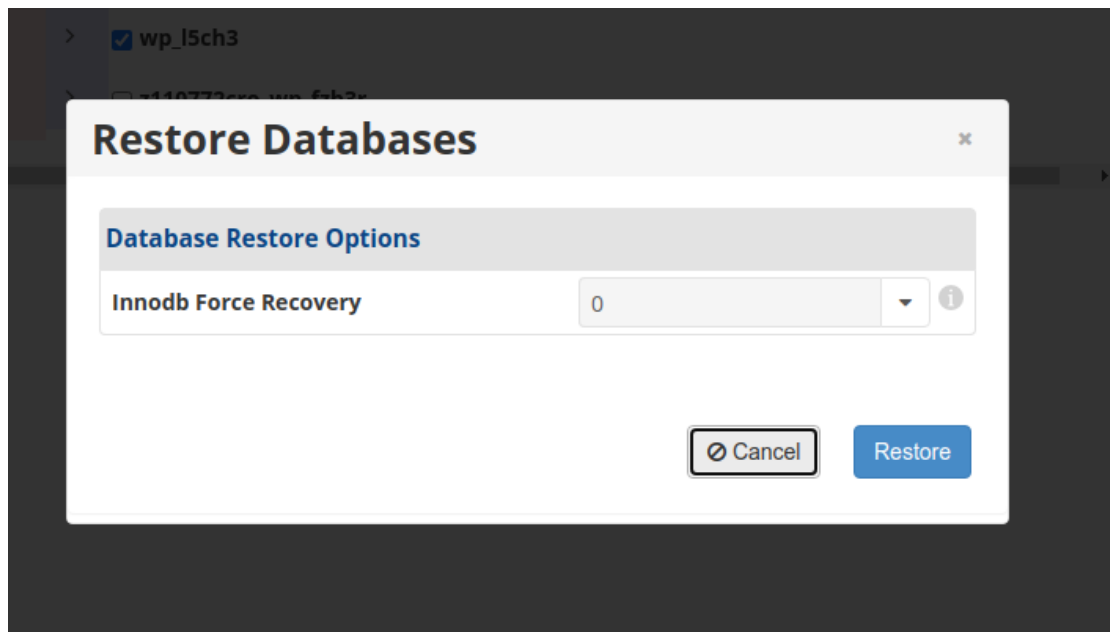 wp_l5ch3
Restore Databases
Database Restore Options
Innodb Force Recovery
0
Cancel
Restore